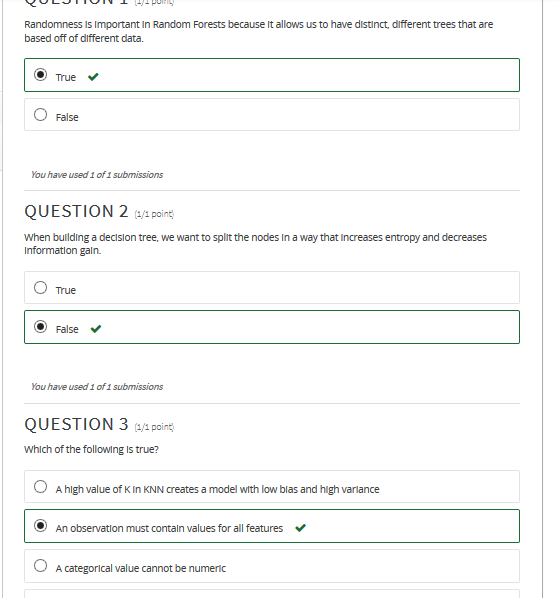 QUESTION 1 (1/1 point)
Randomness is important in Random Forests because it allows us to have distinct, different trees that are
based off of different data.
True
False
You have used 1 of 1 submissions
QUESTION 2 (1/1 point)
When building a decision tree, we want to split the nodes in a way that increases entropy and decreases
information gain.
True
False
You have used 1 of 1 submissions
QUESTION 3 (1/1 point)
Which of the following is true?
A high value of K in KNN creates a model with low bias and high variance
An observation must contain values for all features
A categorical value cannot be numeric